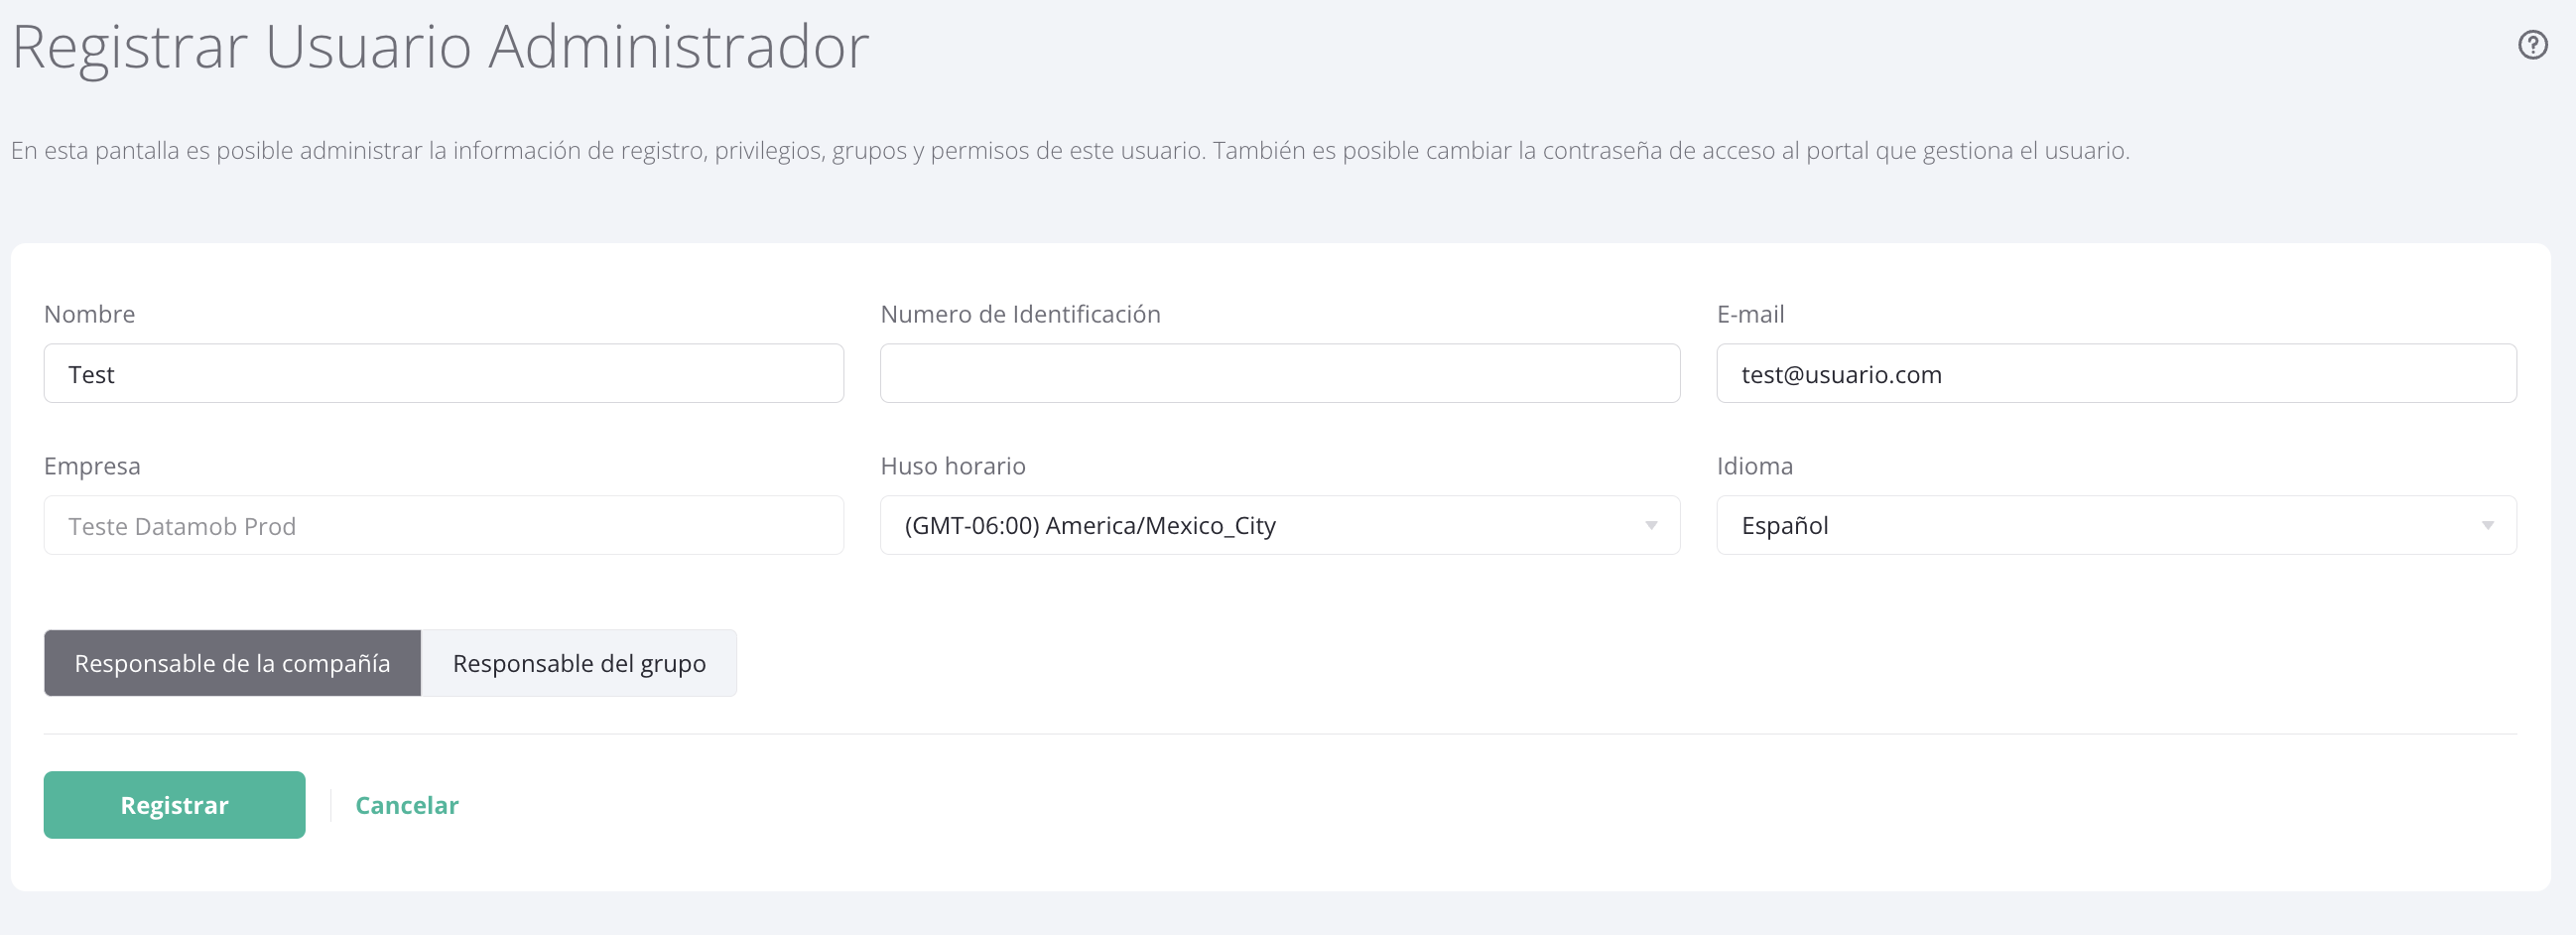 Registrar Usuario Administrador
En esta pantalla es posible administrar la información de registro, privilegios, grupos y permisos de este usuario. También es posible cambiar la contraseña de acceso al portal que gestiona el usuario.
Nombre
Test
Numero de Identificación
E-mail
test@usuario.com
Empresa
Teste Datamob Prod
Huso horario
(GMT-06:00) America/Mexico_City
Idioma
Español
Responsable de la compañía
Responsable del grupo
Registrar
Cancelar